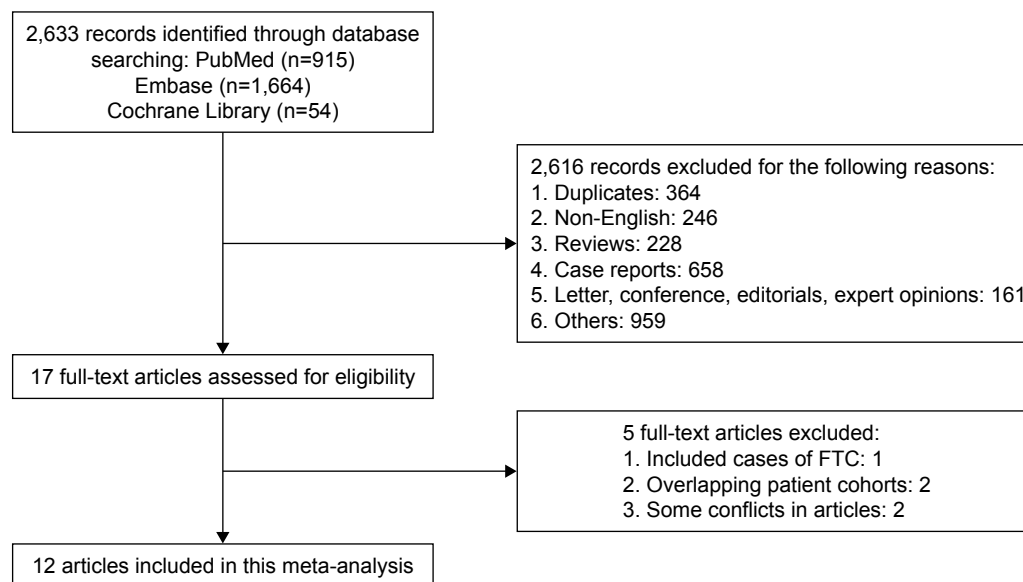 2,633 records identified through database
searching: PubMed (n=915)
Embase (n=1,664)
Cochrane Library (n=54)
2,616 records excluded for the following reasons:
1. Duplicates: 364
2. Non-English: 246
3. Reviews: 228
4. Case reports: 658
5. Letter, conference, editorials, expert opinions: 161
6. Others: 959
17 full-text articles assessed for eligibility
5 full-text articles excluded:
1. Included cases of FTC: 1
2. Overlapping patient cohorts: 2
3. Some conflicts in articles: 2
12 articles included in this meta-analysis